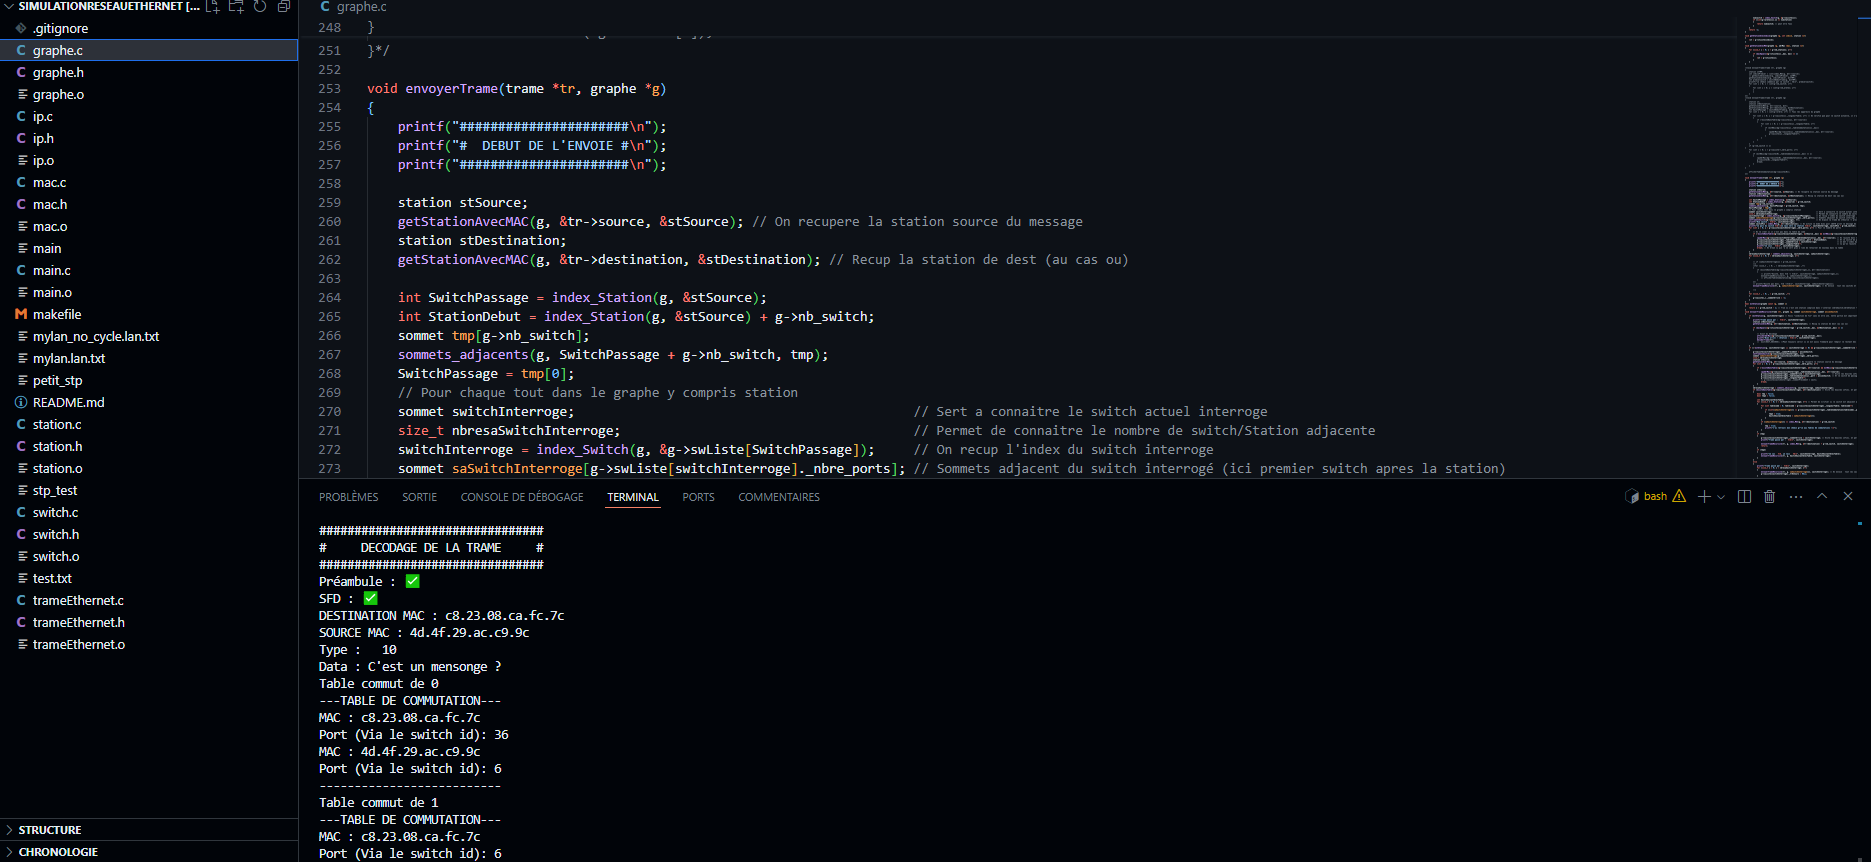 SIMULATIONRESEAUETHERNET [...
.gitignore
graphe.c
graphe.h
graphe.o
ip.c
ip.h
ip.o
mac.c
mac.h
mac.o
main
main.c
main.o
makefile
mylan_no_cycle.lan.txt
mylan.lan.txt
petit_stp
README.md
station.c
station.h
station.o
stp_test
switch.c
switch.h
switch.o
test.txt
trameEthernet.c
trameEthernet.h
trameEthernet.o
STRUCTURE
CHRONOLOGIE
graphe.c
248 }
251 }*/
252
253 void envoyerTrame(trame *tr, graphe *g)
254 {
255 printf("######################\n");
256 printf("#  DEBUT DE L'ENVOIE #\n");
257 printf("######################\n");
258
259 station stSource;
260 getStationAvecMAC(g, &tr->source, &stSource); // On recupere la station source du message
261 station stDestination;
262 getStationAvecMAC(g, &tr->destination, &stDestination); // Recup la station de dest (au cas ou)
263
264 int SwitchPassage = index_Station(g, &stSource);
265 int StationDebut = index_Station(g, &stSource) + g->nb_switch;
266 sommet tmp[g->nb_switch];
267 sommets_adjacents(g, SwitchPassage + g->nb_switch, tmp);
268 SwitchPassage = tmp[0];
269 // Pour chaque tout dans le graphe y compris station
270 sommet switchInterroge; // Sert a connaitre le switch actuel interroge
271 size_t nbresaSwitchInterroge; // Permet de connaitre le nombre de switch/Station adjacente
272 switchInterroge = index_Switch(g, &g->swListe[SwitchPassage]); // On recup l'index du switch interroge
273 sommet saSwitchInterroge[g->swListe[switchInterroge]._nbre_ports]; // Sommets adjacent du switch interrogé (ici premier switch apres la station)
PROBLÈMES SORTIE CONSOLE DE DÉBOGAGE TERMINAL PORTS COMMENTAIRES bash
################################
#     DECODAGE DE LA TRAME     #
################################
Préambule : ✅
SFD : ✅
DESTINATION MAC : c8.23.08.ca.fc.7c
SOURCE MAC : 4d.4f.29.ac.c9.9c
Type :   10
Data : C'est un mensonge ?
Table commut de 0
---TABLE DE COMMUTATION---
MAC : c8.23.08.ca.fc.7c
Port (Via le switch id): 36
MAC : 4d.4f.29.ac.c9.9c
Port (Via le switch id): 6
--------------------------
Table commut de 1
---TABLE DE COMMUTATION---
MAC : c8.23.08.ca.fc.7c
Port (Via le switch id): 6